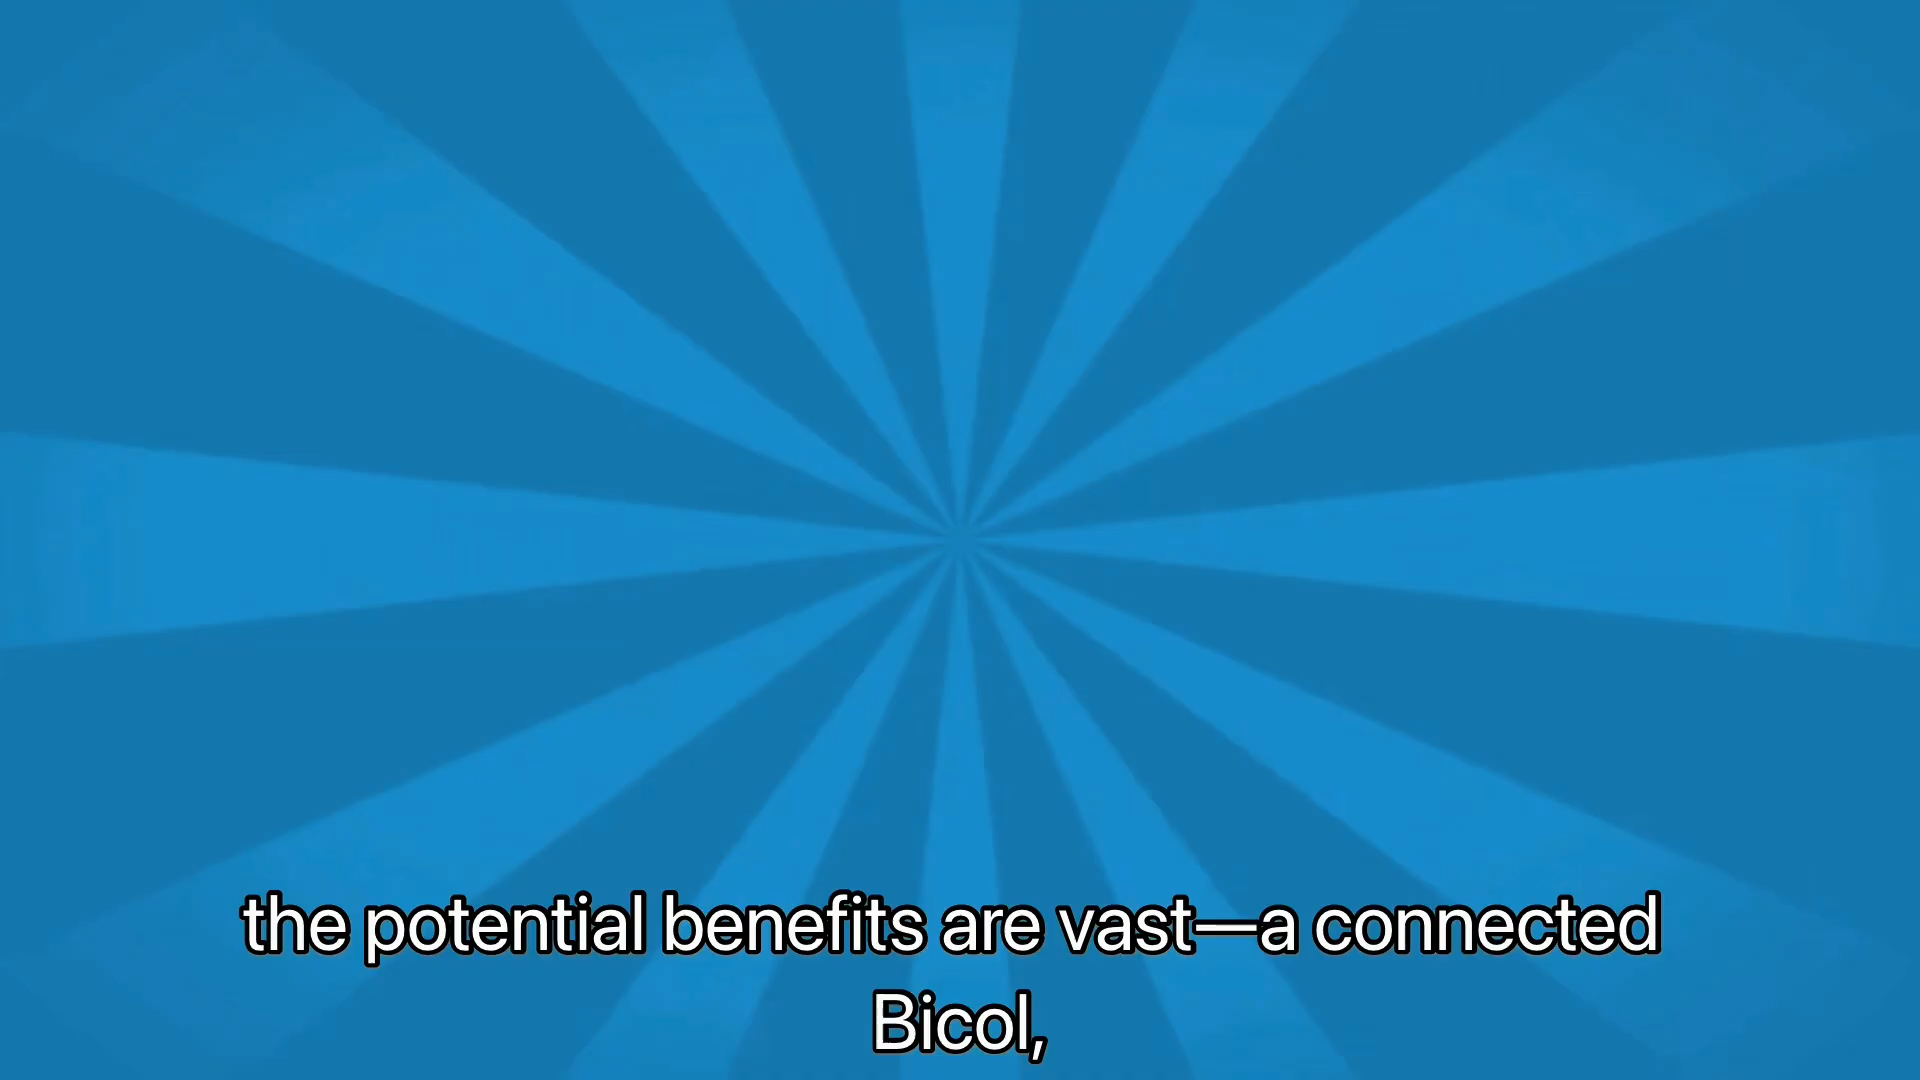 the potential benefits are vast—a connected
Bicol,